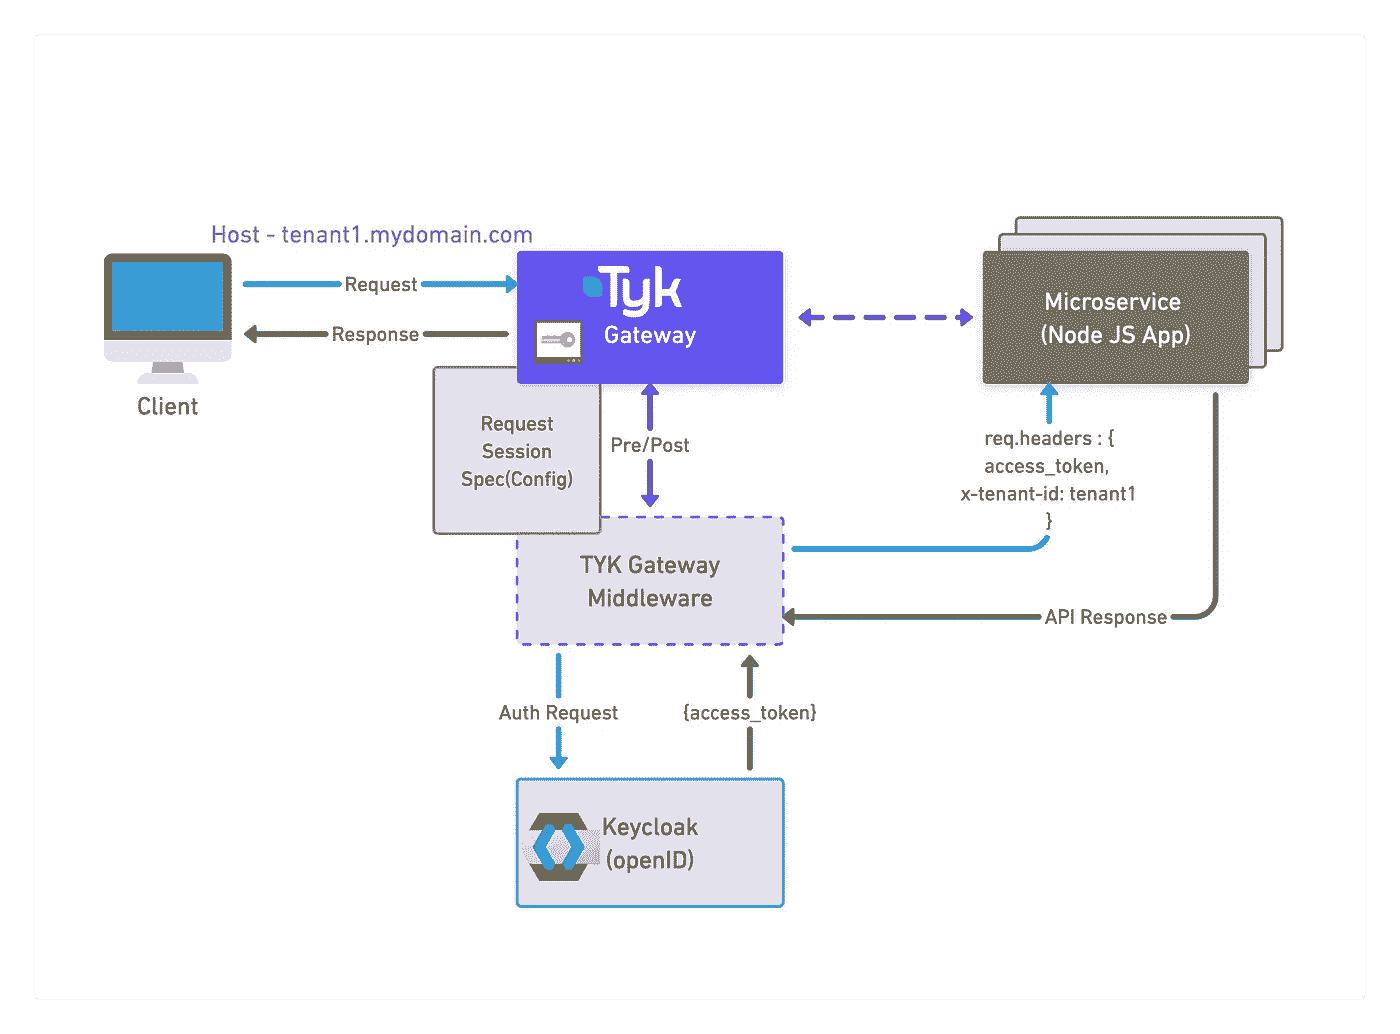 Host - tenant1.mydomain.com
Request
Response
Client
Tyk
Gateway
Microservice
(Node JS App)
Request
Session
Spec(Config)
Pre/Post
req.headers : {
access_token,
x-tenant-id: tenant1
}
TYK Gateway
Middleware
API Response
Auth Request
{access_token}
Keycloak
(openID)